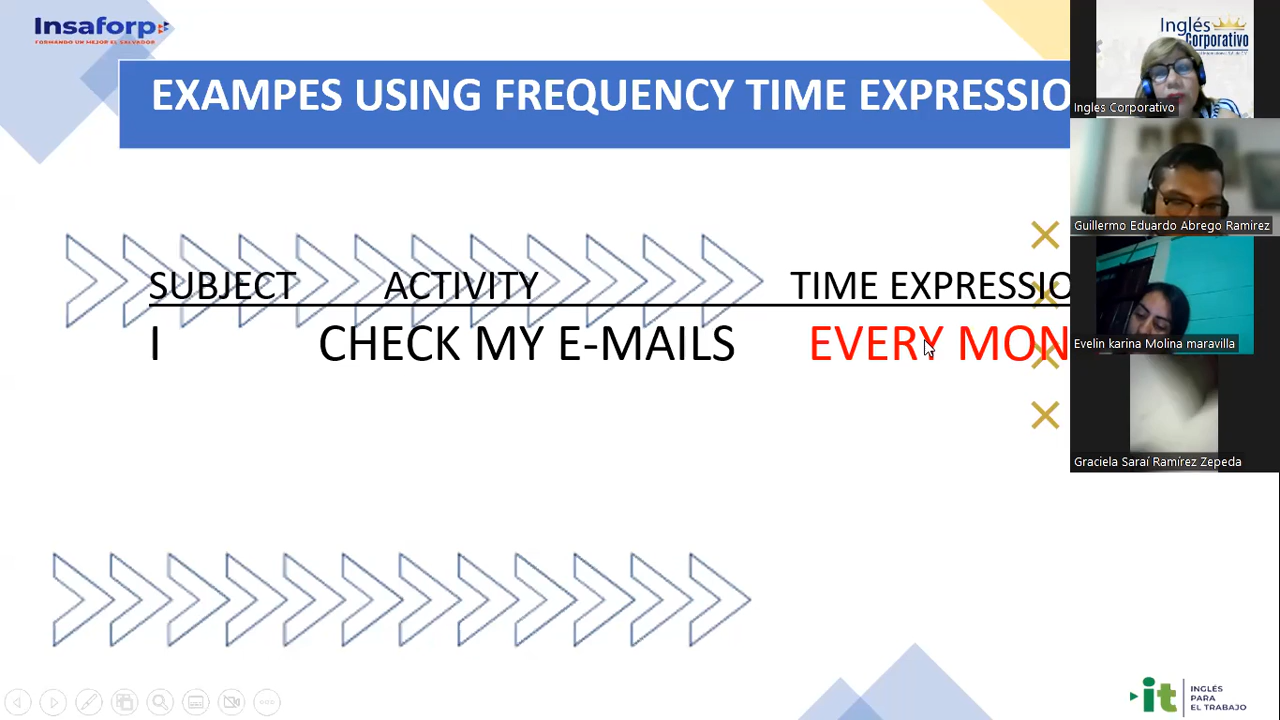 Insaforp
FORMANDO UN MEJOR EL SALVADOR
EXAMPES USING FREQUENCY TIME EXPRESSIO
SUBJECT ACTIVITY TIME EXPRESSIO
I CHECK MY E-MAILS EVERY MON
Inglés
Corporativo
Ingles Corporativo
Guillermo Eduardo Abrego Ramirez
Evelin karina Molina maravilla
Graciela Saraí Ramírez Zepeda
it
INGLÉS
PARA
EL TRABAJO